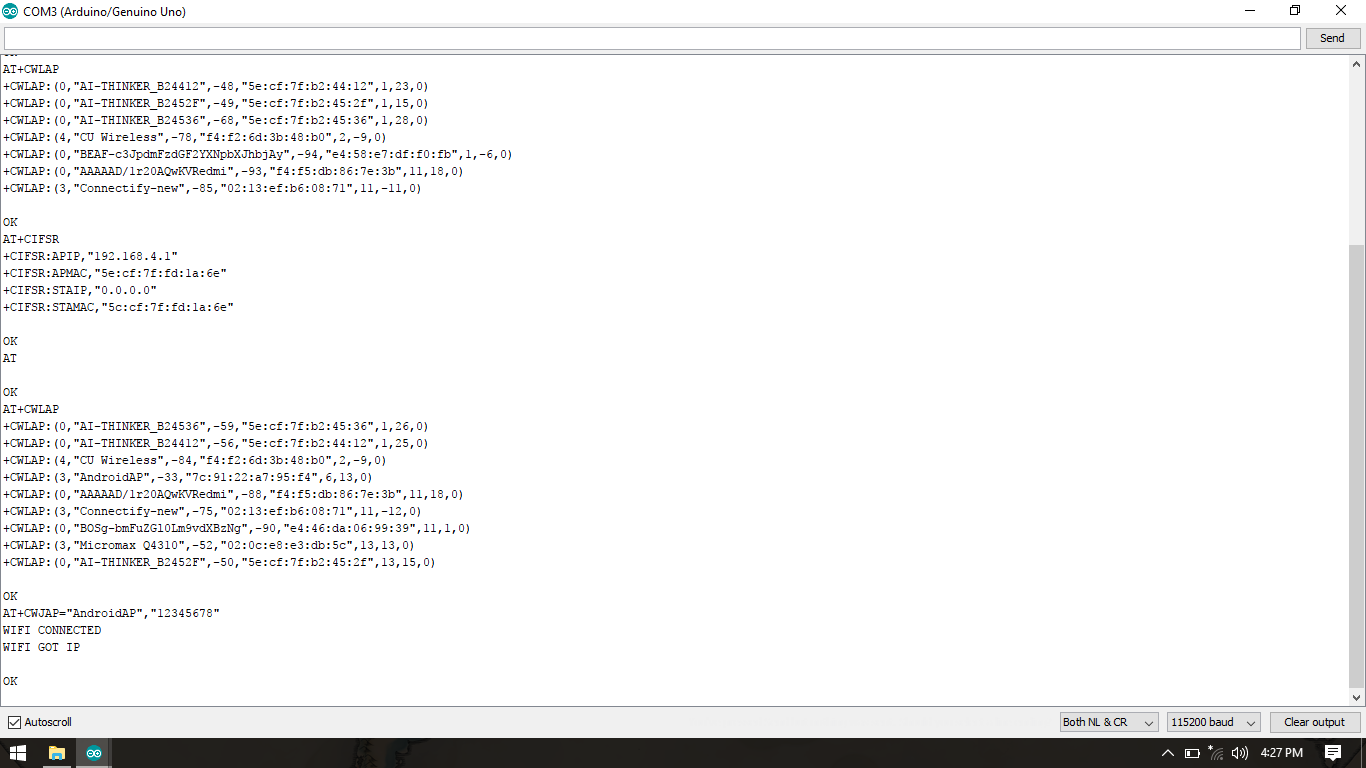 COM3 (Arduino/Genuino Uno)
Send
AT+CWLAP
+CWLAP:(0,"AI-THINKER_B24412",-48,"5e:cf:7f:b2:44:12",1,23,0)
+CWLAP:(0,"AI-THINKER_B2452F",-49,"5e:cf:7f:b2:45:2f",1,15,0)
+CWLAP:(0,"AI-THINKER_B24536",-68,"5e:cf:7f:b2:45:36",1,28,0)
+CWLAP:(4,"CU Wireless",-78,"f4:f2:6d:3b:48:b0",2,-9,0)
+CWLAP:(0,"BEAF-c3JpdmFzdGF2YXNpbXJhbjAy",-94,"e4:58:e7:df:f0:fb",1,-6,0)
+CWLAP:(0,"AAAAAD/lr20AQwKVRedmi",-93,"f4:f5:db:86:7e:3b",11,18,0)
+CWLAP:(3,"Connectify-new",-85,"02:13:ef:b6:08:71",11,-11,0)
OK
AT+CIFSR
+CIFSR:APIP,"192.168.4.1"
+CIFSR:APMAC,"5e:cf:7f:fd:1a:6e"
+CIFSR:STAIP,"0.0.0.0"
+CIFSR:STAMAC,"5c:cf:7f:fd:1a:6e"
OK
AT
OK
AT+CWLAP
+CWLAP:(0,"AI-THINKER_B24536",-59,"5e:cf:7f:b2:45:36",1,26,0)
+CWLAP:(0,"AI-THINKER_B24412",-56,"5e:cf:7f:b2:44:12",1,25,0)
+CWLAP:(4,"CU Wireless",-84,"f4:f2:6d:3b:48:b0",2,-9,0)
+CWLAP:(3,"AndroidAP",-33,"7c:91:22:a7:95:f4",6,13,0)
+CWLAP:(0,"AAAAAD/lr20AQwKVRedmi",-88,"f4:f5:db:86:7e:3b",11,18,0)
+CWLAP:(3,"Connectify-new",-75,"02:13:ef:b6:08:71",11,-12,0)
+CWLAP:(0,"BOSg-bmFuZGl0Lm9vdXBzNg",-90,"e4:46:da:06:99:39",11,1,0)
+CWLAP:(3,"Micromax Q4310",-52,"02:0c:e8:e3:db:5c",13,13,0)
+CWLAP:(0,"AI-THINKER_B2452F",-50,"5e:cf:7f:b2:45:2f",13,15,0)
OK
AT+CWJAP="AndroidAP","12345678"
WIFI CONNECTED
WIFI GOT IP
OK
Autoscroll
Both NL & CR
115200 baud
Clear output
4:27 PM